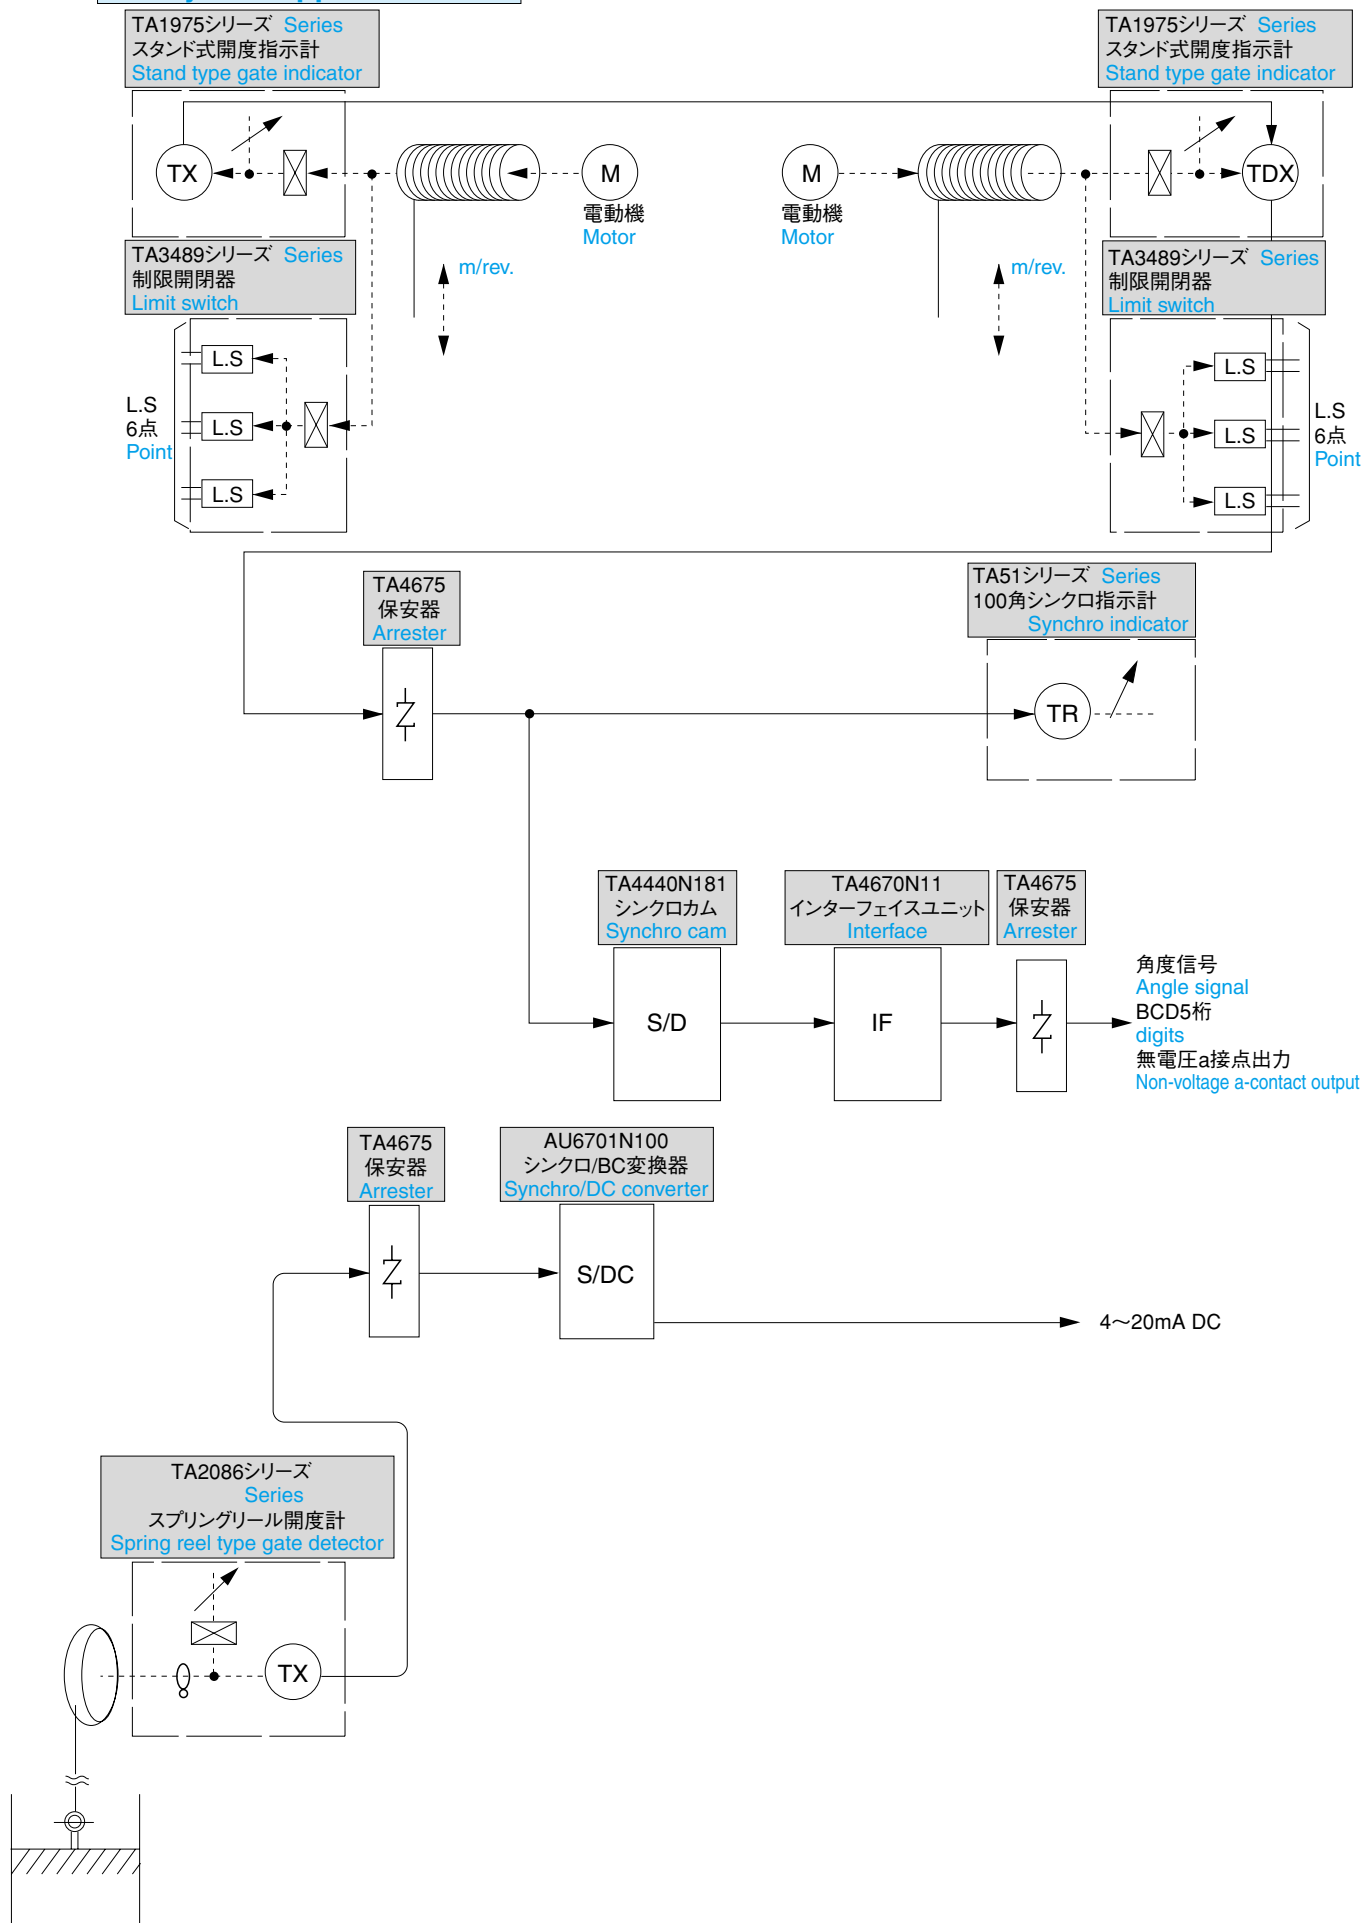 TA1975シリーズ Series
スタンド式開度指示計
Stand type gate indicator
TA1975シリーズ Series
スタンド式開度指示計
Stand type gate indicator
TX
M
電動機
Motor
M
電動機
Motor
TDX
TA3489シリーズ Series
制限開閉器
Limit switch
m/rev.
m/rev.
TA3489シリーズ Series
制限開閉器
Limit switch
L.S
L.S
L.S
L.S
6点
Point
L.S
L.S
L.S
L.S
6点
Point
TA4675
保安器
Arrester
TA51シリーズ Series
100角シンクロ指示計
Synchro indicator
TR
TA4440N181
シンクロカム
Synchro cam
TA4670N11
インターフェイスユニット
Interface
TA4675
保安器
Arrester
S/D
IF
角度信号
Angle signal
BCD5桁
digits
無電圧a接点出力
Non-voltage a-contact output
TA4675
保安器
Arrester
AU6701N100
シンクロ/BC変換器
Synchro/DC converter
S/DC
4〜20mA DC
TA2086シリーズ
Series
スプリングリール開度計
Spring reel type gate detector
TX